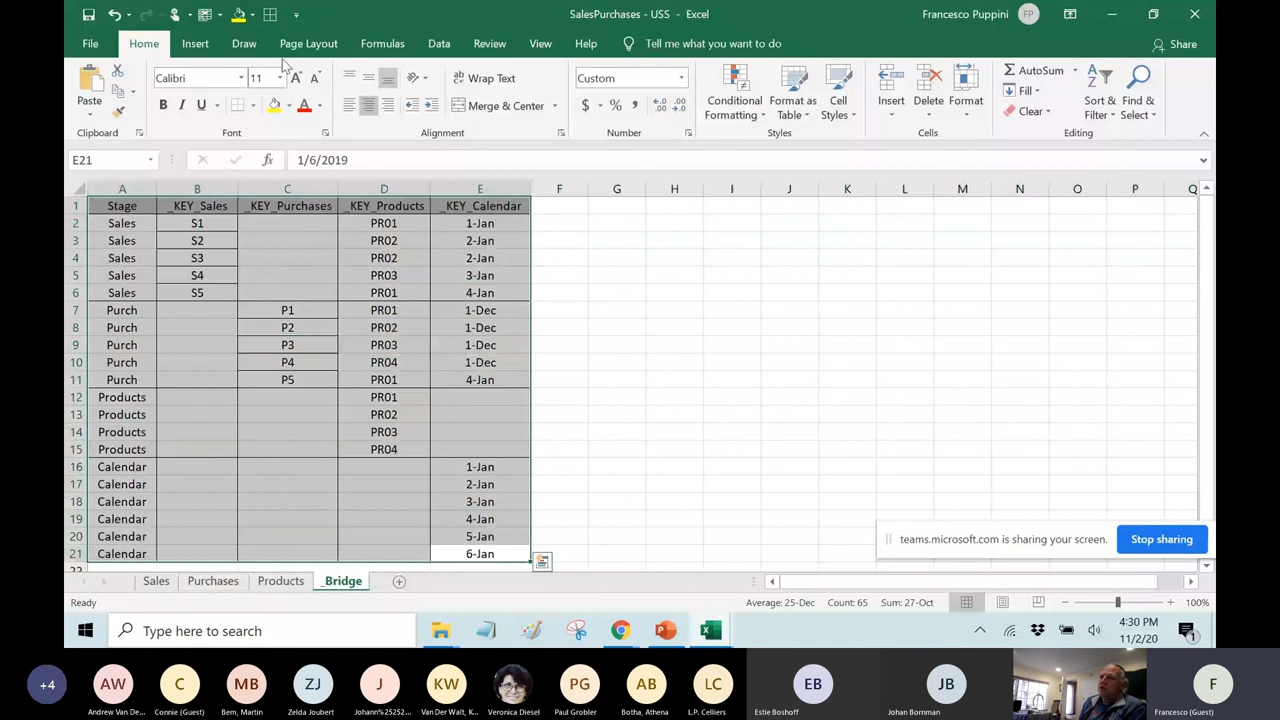 SalesPurchases - USS - Excel
Francesco Puppini
FP
File Home Insert Draw Page Layout Formulas Data Review View Help Tell me what you want to do
Share
Paste
Calibri 11
B I U
Wrap Text
Merge & Center
Custom
$ %
Conditional Formatting
Format as Table
Cell Styles
Insert Delete Format
AutoSum
Fill
Clear
Sort & Filter
Find & Select
Clipboard Font Alignment Number Styles Cells Editing
E21 fx 1/6/2019
A B C D E F G H I J K L M N O P Q
1 Stage _KEY_Sales _KEY_Purchases _KEY_Products _KEY_Calendar
2 Sales S1 PR01 1-Jan
3 Sales S2 PR02 2-Jan
4 Sales S3 PR02 2-Jan
5 Sales S4 PR03 3-Jan
6 Sales S5 PR01 4-Jan
7 Purch P1 PR01 1-Dec
8 Purch P2 PR02 1-Dec
9 Purch P3 PR03 1-Dec
10 Purch P4 PR04 1-Dec
11 Purch P5 PR01 4-Jan
12 Products PR01
13 Products PR02
14 Products PR03
15 Products PR04
16 Calendar 1-Jan
17 Calendar 2-Jan
18 Calendar 3-Jan
19 Calendar 4-Jan
20 Calendar 5-Jan
21 Calendar 6-Jan
22
teams.microsoft.com is sharing your screen. Stop sharing
Sales Purchases Products _Bridge
Ready Average: 25-Dec Count: 65 Sum: 27-Oct 100%
Type here to search
4:30 PM
11/2/20
1
+4 AW C MB ZJ J KW PG AB LC EB JB F
Andrew Van De... Connie (Guest) Bem, Martin Zelda Joubert Johann%25252... Van Der Walt, K... Veronica Diesel Paul Grobler Botha, Athena L.P. Celliers Estie Boshoff Johan Bornman Francesco (Guest)